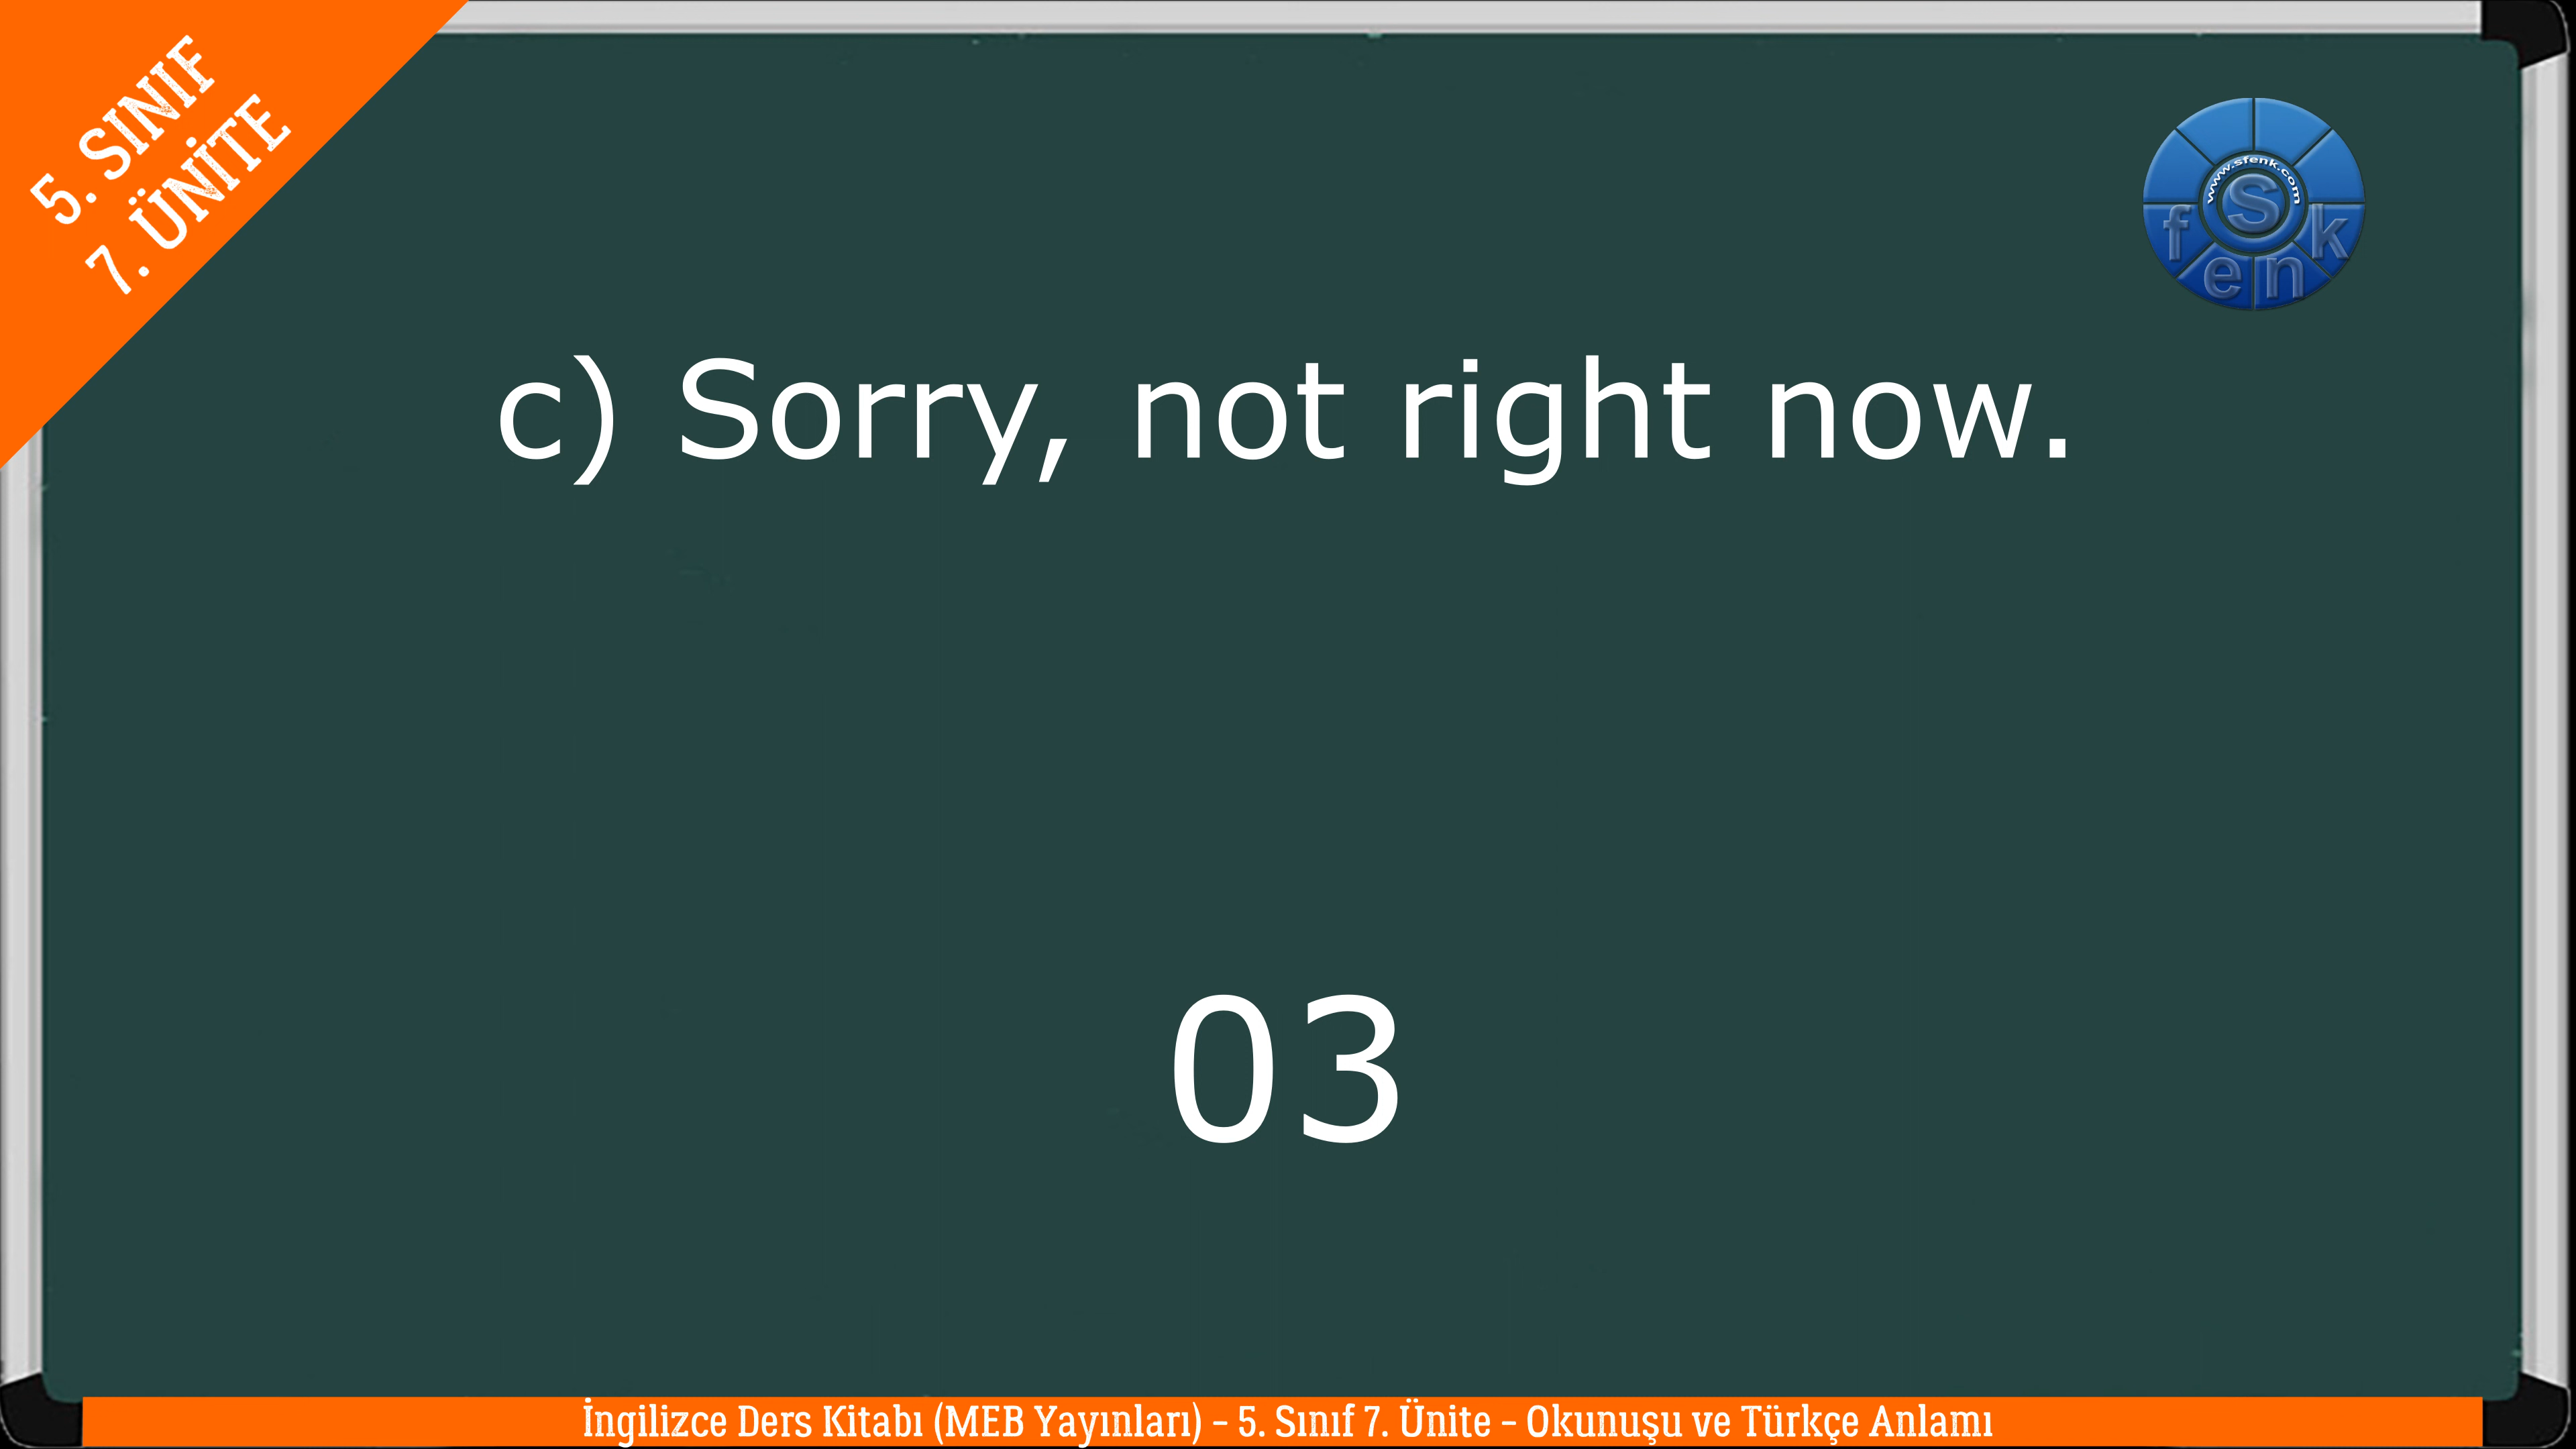 5. SINIF
7. ÜNİTE
www.sfenk.com
S
f e n k
c) Sorry, not right now.
03
İngilizce Ders Kitabı (MEB Yayınları) – 5. Sınıf 7. Ünite – Okunuşu ve Türkçe Anlamı